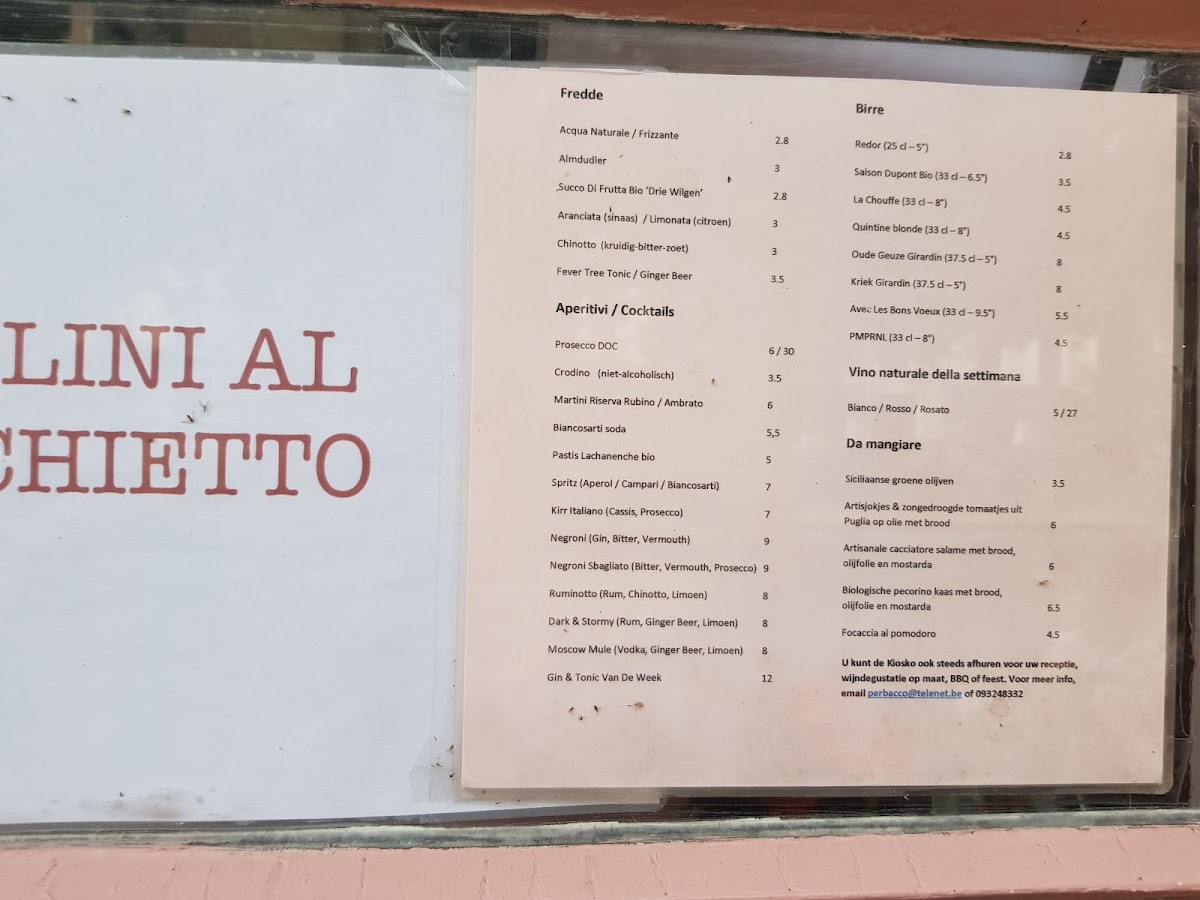 LINI AL
CHIETTO
Fredde
Acqua Naturale / Frizzante 2.8
Almdudler 3
Succo Di Frutta Bio ‘Drie Wilgen’ 2.8
Aranciata (sinaas) / Limonata (citroen) 3
Chinotto (kruidig-bitter-zoet) 3
Fever Tree Tonic / Ginger Beer 3.5
Aperitivi / Cocktails
Prosecco DOC 6 / 30
Crodino (niet-alcoholisch) 3.5
Martini Riserva Rubino / Ambrato 6
Biancosarti soda 5,5
Pastis Lachanenche bio 5
Spritz (Aperol / Campari / Biancosarti) 7
Kirr Italiano (Cassis, Prosecco) 7
Negroni (Gin, Bitter, Vermouth) 9
Negroni Sbagliato (Bitter, Vermouth, Prosecco) 9
Ruminotto (Rum, Chinotto, Limoen) 8
Dark & Stormy (Rum, Ginger Beer, Limoen) 8
Moscow Mule (Vodka, Ginger Beer, Limoen) 8
Gin & Tonic Van De Week 12
Birre
Redor (25 cl – 5°) 2.8
Saison Dupont Bio (33 cl – 6.5°) 3.5
La Chouffe (33 cl – 8°) 4.5
Quintine blonde (33 cl – 8°) 4.5
Oude Geuze Girardin (37.5 cl – 5°) 8
Kriek Girardin (37.5 cl – 5°) 8
Avec Les Bons Voeux (33 cl – 9.5°) 5.5
PMPRNL (33 cl – 8°) 4.5
Vino naturale della settimana
Bianco / Rosso / Rosato 5 / 27
Da mangiare
Siciliaanse groene olijven 3.5
Artisjokjes & zongedroogde tomaatjes uit
Puglia op olie met brood 6
Artisanale cacciatore salame met brood,
olijfolie en mostarda 6
Biologische pecorino kaas met brood,
olijfolie en mostarda 6.5
Focaccia al pomodoro 4.5
U kunt de Kiosko ook steeds afhuren voor uw receptie,
wijndegustatie op maat, BBQ of feest. Voor meer info,
email perbacco@telenet.be of 093248332